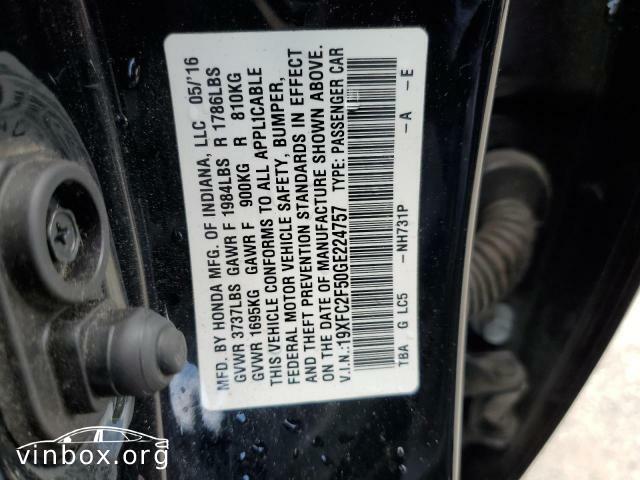 MFD. BY HONDA MFG. OF INDIANA, LLC 05/'16
GVWR 3737LBS GAWR F 1984LBS R 1786LBS
GVWR 1695KG GAWR F 900KG R 810KG
THIS VEHICLE CONFORMS TO ALL APPLICABLE
FEDERAL MOTOR VEHICLE SAFETY, BUMPER,
AND THEFT PREVENTION STANDARDS IN EFFECT
ON THE DATE OF MANUFACTURE SHOWN ABOVE.
V.I.N.:19XFC2F50GE224757 TYPE: PASSENGER CAR
TBA G LC5 -NH731P -A -E
vinbox.org